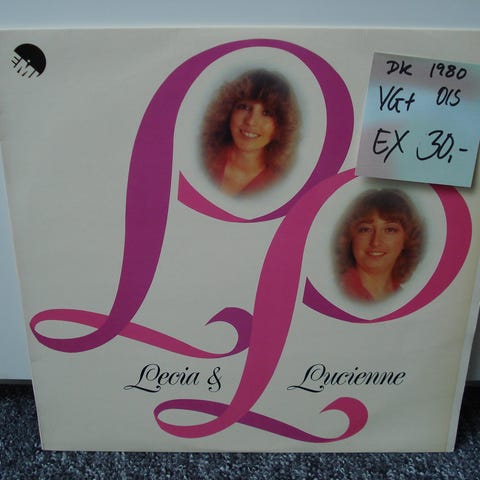 EMI
DK 1980
VG+ OIS
EX 30,-
L
L
Lecia & Lucienne